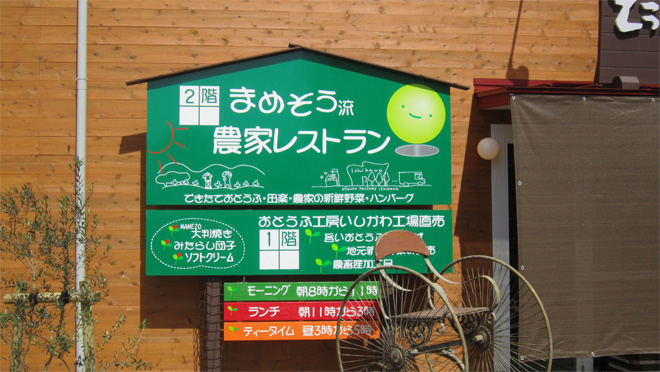 2階
まめぞう流
農家レストラン
Ishikawa
できたておとうふ・田楽・農家の新鮮野菜・ハンバーグ
MAMEZO
大判焼き
みたらし団子
ソフトクリーム
おとうふ工房いしかわ工場直売
1階
旨いおとうふ
地元新
農畜産加工品
モーニング 朝8時から11時
ランチ 朝11時から3時
ティータイム 昼3時から5時